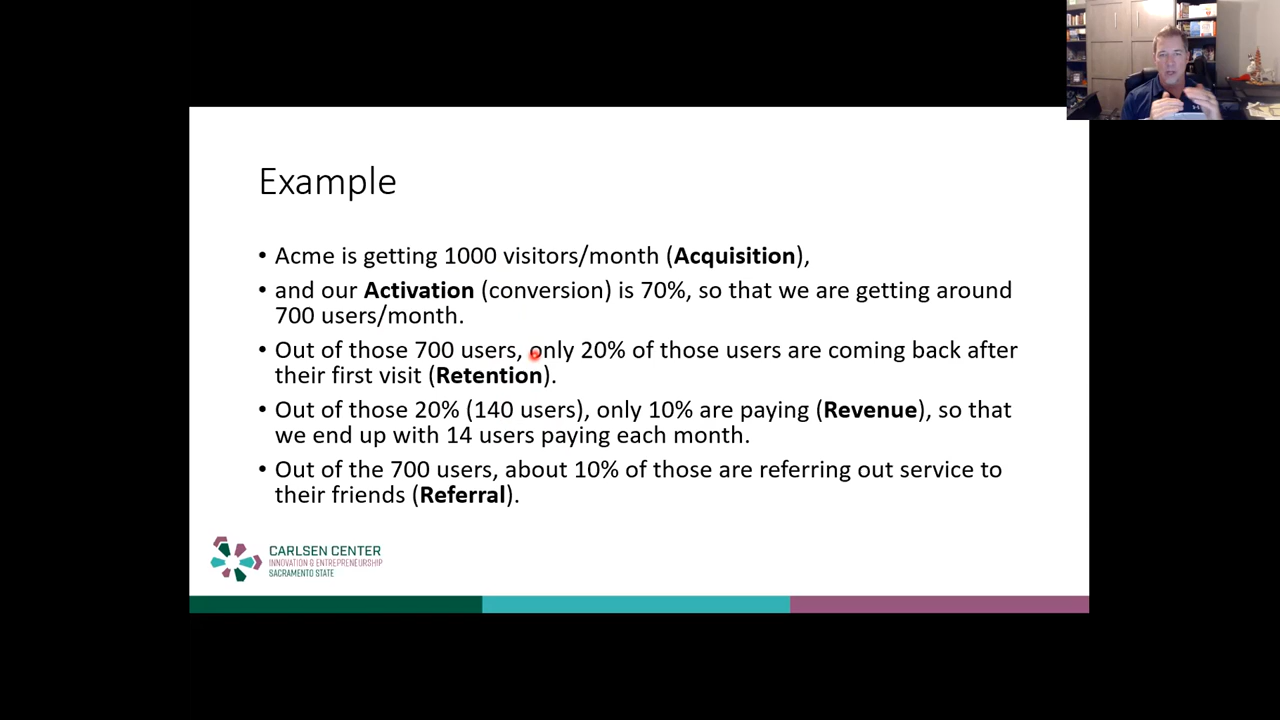 Example
• Acme is getting 1000 visitors/month (Acquisition),
• and our Activation (conversion) is 70%, so that we are getting around
700 users/month.
• Out of those 700 users, only 20% of those users are coming back after
their first visit (Retention).
• Out of those 20% (140 users), only 10% are paying (Revenue), so that
we end up with 14 users paying each month.
• Out of the 700 users, about 10% of those are referring out service to
their friends (Referral).
CARLSEN CENTER
INNOVATION & ENTREPRENEURSHIP
SACRAMENTO STATE